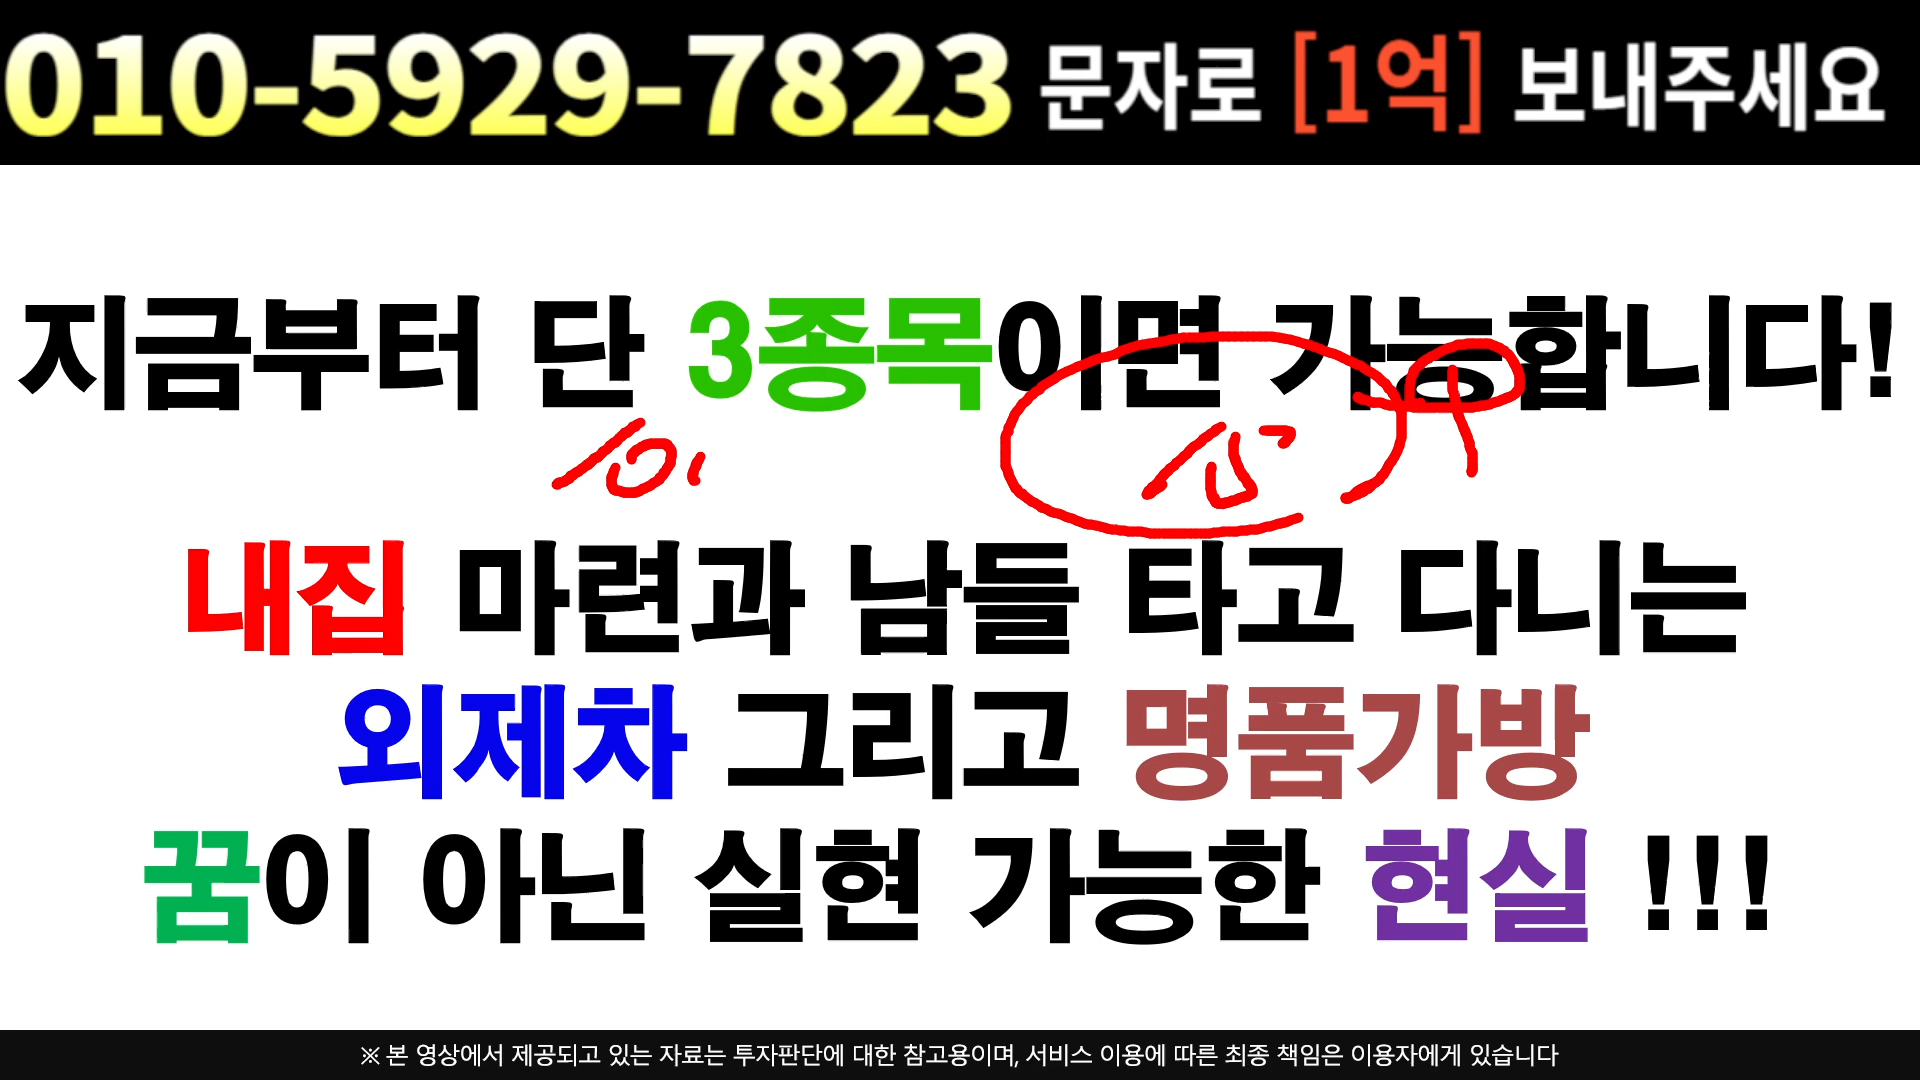 010-5929-7823 문자로 [1억] 보내주세요
지금부터 단 3종목이면 가능합니다!
내집 마련과 남들 타고 다니는
외제차 그리고 명품가방
꿈이 아닌 실현 가능한 현실 !!!
※ 본 영상에서 제공되고 있는 자료는 투자판단에 대한 참고용이며, 서비스 이용에 따른 최종 책임은 이용자에게 있습니다